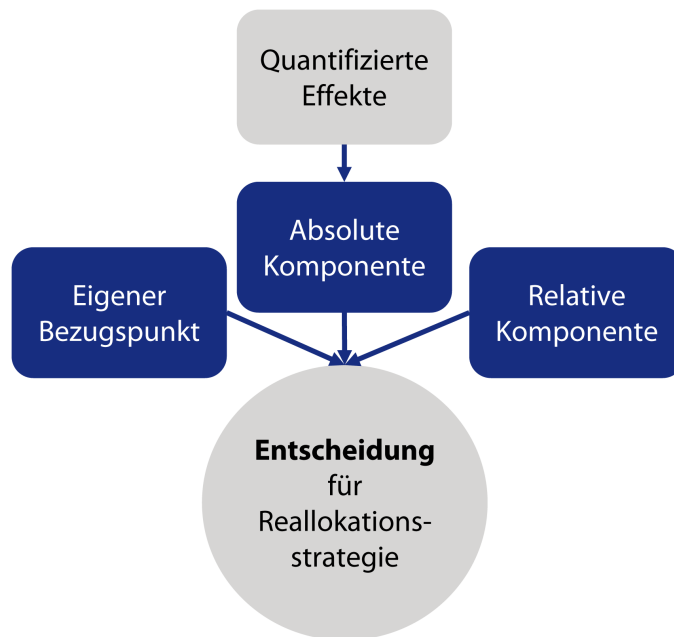 Quantifizierte
Effekte
Absolute
Komponente
Eigener
Bezugspunkt
Relative
Komponente
Entscheidung
für
Reallokations-
strategie